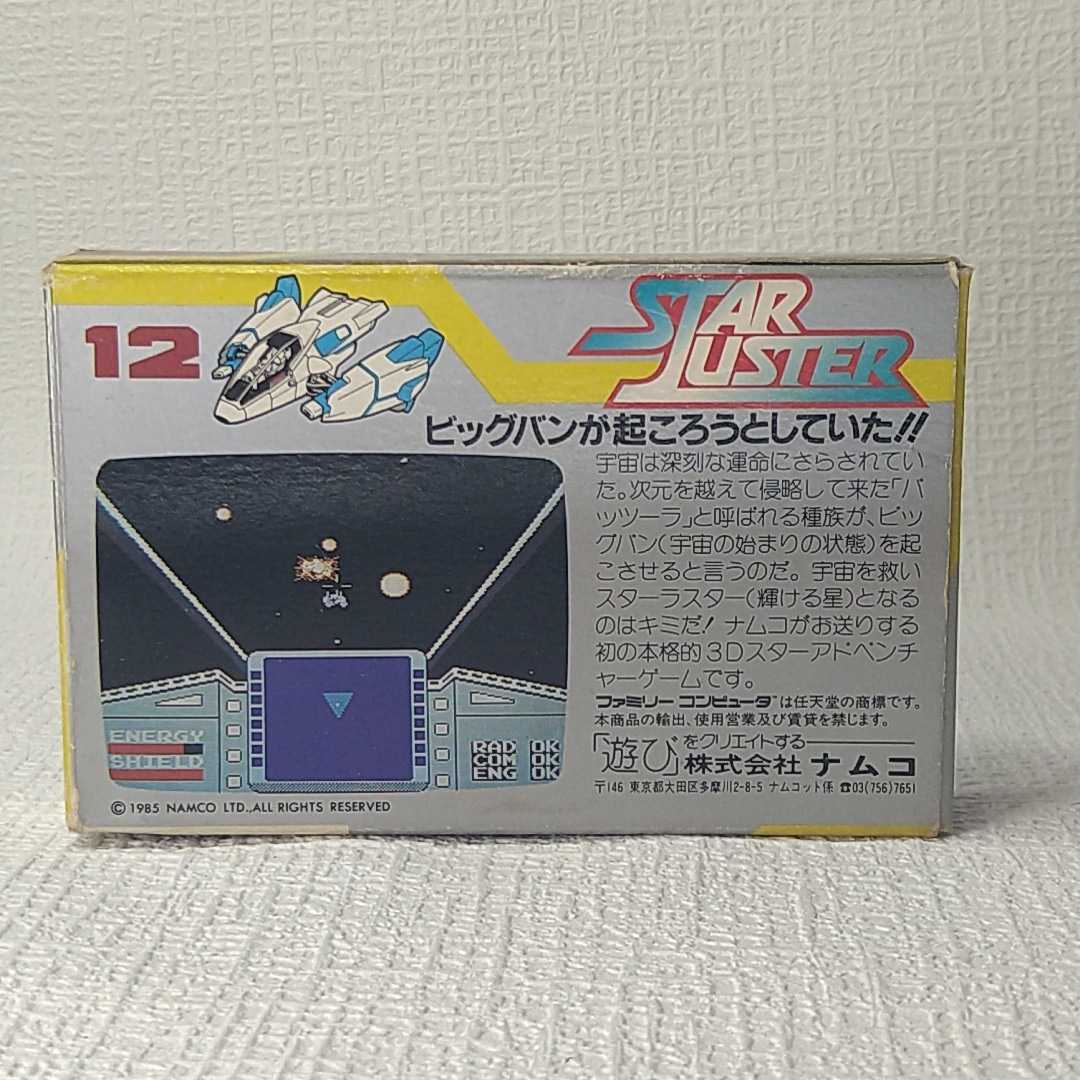 12
STAR
LUSTER
ビッグバンが起ころうとしていた!!
宇宙は深刻な運命にさらされてい
た。次元を越えて侵略して来た「バ
ッツーラ」と呼ばれる種族が、ビッ
グバン(宇宙の始まりの状態)を起
こさせると言うのだ。宇宙を救い
スターラスター(輝ける星)となる
のはキミだ! ナムコがお送りする
初の本格的3Dスターアドベンチ
ャーゲームです。
ファミリーコンピュータ™は任天堂の商標です。
本商品の輸出、使用営業及び賃貸を禁じます。
「遊び」をクリエイトする
株式会社 ナムコ
〒146 東京都大田区多摩川2-8-5 ナムコット係 ☎03(756)7651
ENERGY
SHIELD
RAD OK
COM OK
ENG OK
©1985 NAMCO LTD.,ALL RIGHTS RESERVED